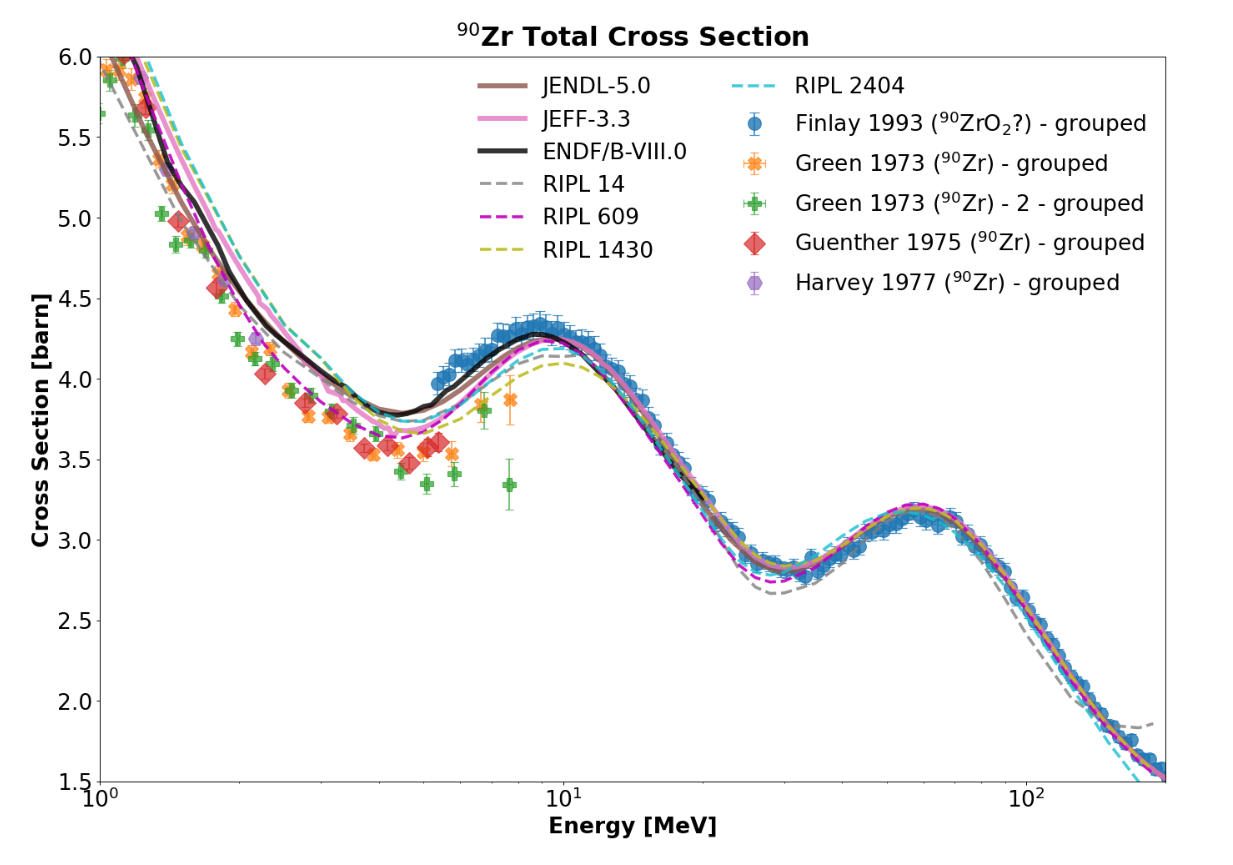 ⁹⁰Zr Total Cross Section
JENDL-5.0
JEFF-3.3
ENDF/B-VIII.0
RIPL 14
RIPL 609
RIPL 1430
RIPL 2404
Finlay 1993 (⁹⁰ZrO₂?) - grouped
Green 1973 (⁹⁰Zr) - grouped
Green 1973 (⁹⁰Zr) - 2 - grouped
Guenther 1975 (⁹⁰Zr) - grouped
Harvey 1977 (⁹⁰Zr) - grouped
Cross Section [barn]
6.0
5.5
5.0
4.5
4.0
3.5
3.0
2.5
2.0
1.5
10⁰ 10¹ 10²
Energy [MeV]